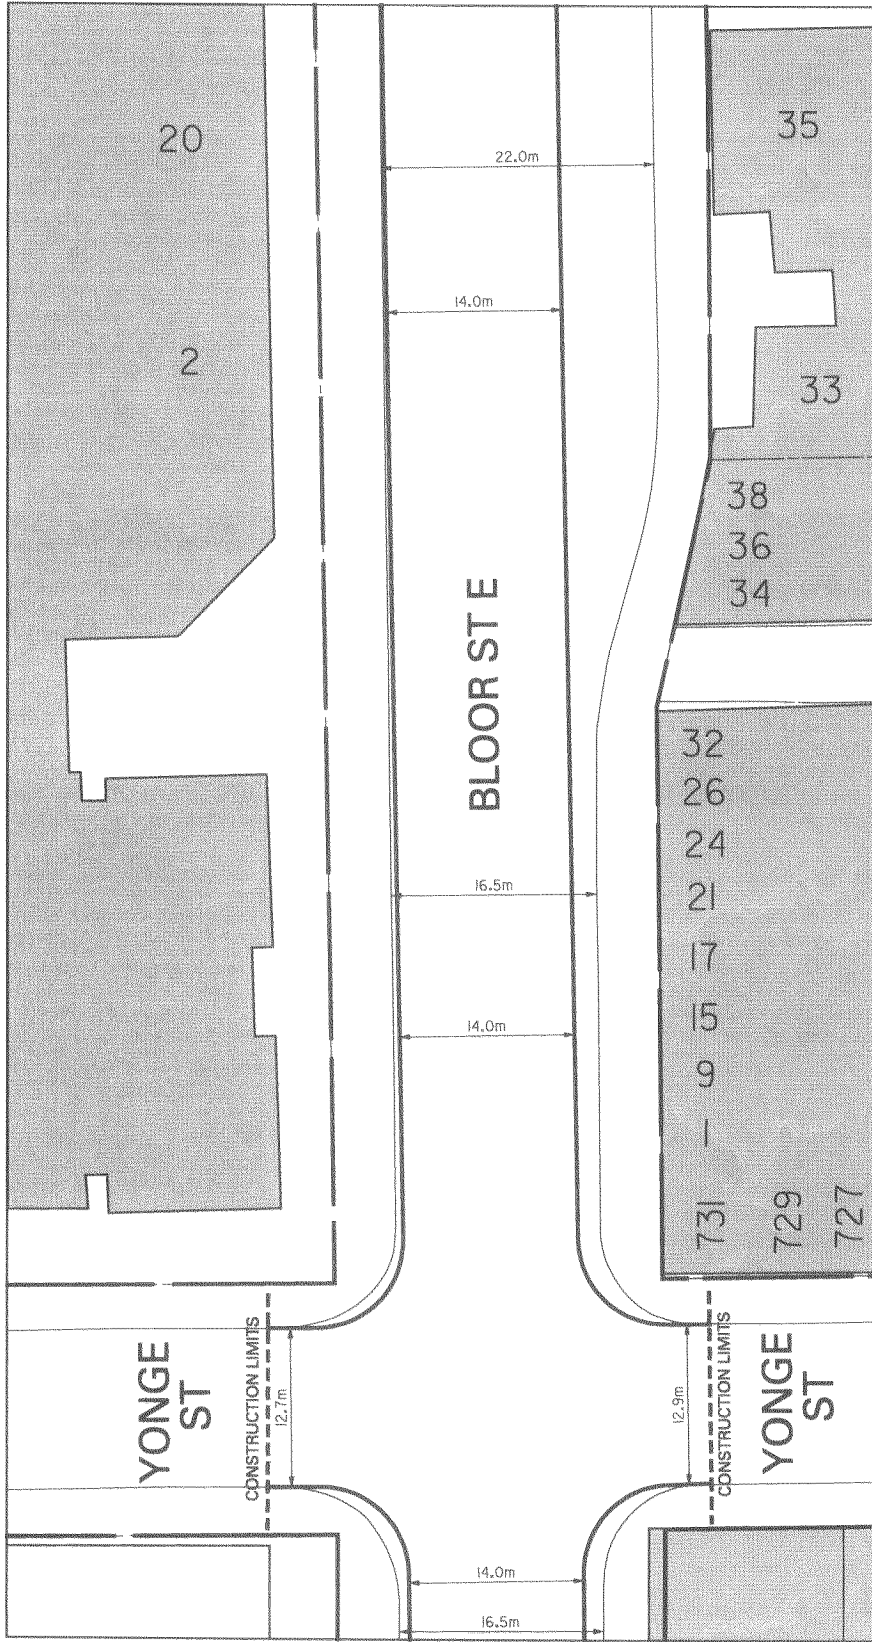 20
35
22.0m
14.0m
2
33
38
36
34
BLOOR ST E
32
26
24
21
16.5m
17
15
14.0m
9
1
731
729
727
YONGE
ST
CONSTRUCTION LIMITS
12.7m
12.9m
CONSTRUCTION LIMITS
YONGE
ST
14.0m
16.5m